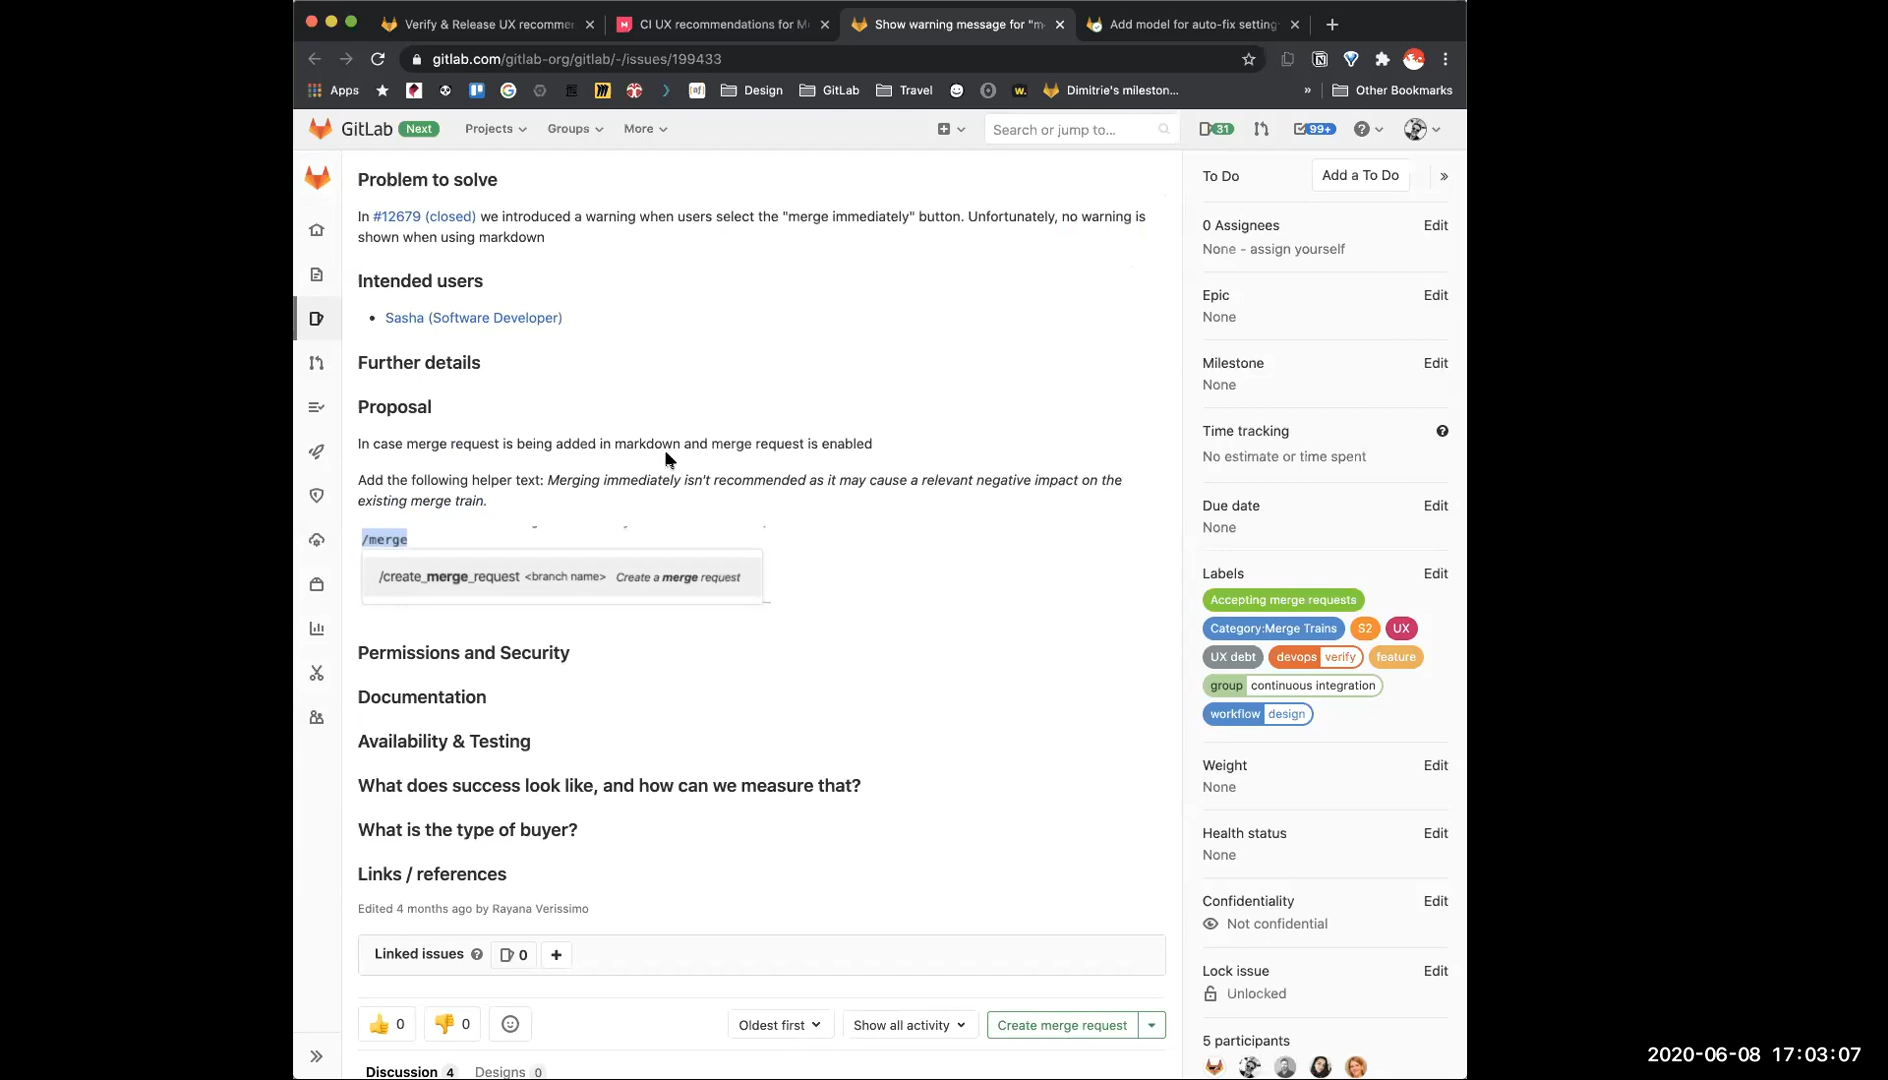 Verify & Release UX recommen
CI UX recommendations for M
Show warning message for "m
Add model for auto-fix setting
gitlab.com/gitlab-org/gitlab/-/issues/199433
Apps
Design
GitLab
Travel
w.
Dimitrie's mileston...
»
Other Bookmarks
GitLab
Next
Projects
Groups
More
Search or jump to...
31
99+
Problem to solve
In #12679 (closed) we introduced a warning when users select the "merge immediately" button. Unfortunately, no warning is
shown when using markdown
Intended users
• Sasha (Software Developer)
Further details
Proposal
In case merge request is being added in markdown and merge request is enabled
Add the following helper text: Merging immediately isn't recommended as it may cause a relevant negative impact on the
existing merge train.
/merge
/create_merge_request <branch name> Create a merge request
Permissions and Security
Documentation
Availability & Testing
What does success look like, and how can we measure that?
What is the type of buyer?
Links / references
Edited 4 months ago by Rayana Verissimo
Linked issues
0
+
0
0
Oldest first
Show all activity
Create merge request
Discussion 4
Designs 0
To Do
Add a To Do
»
0 Assignees
Edit
None - assign yourself
Epic
Edit
None
Milestone
Edit
None
Time tracking
No estimate or time spent
Due date
Edit
None
Labels
Edit
Accepting merge requests
Category:Merge Trains
S2
UX
UX debt
devops verify
feature
group continuous integration
workflow design
Weight
Edit
None
Health status
Edit
None
Confidentiality
Edit
Not confidential
Lock issue
Edit
Unlocked
5 participants
2020-06-08 17:03:07